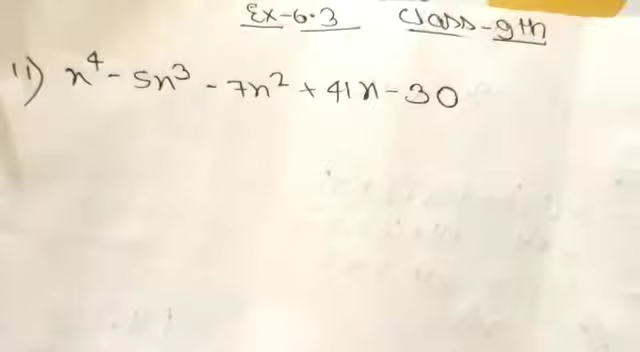 Ex-6.3 Class-9th
11) x⁴ - 5x³ - 7x² + 41x - 30